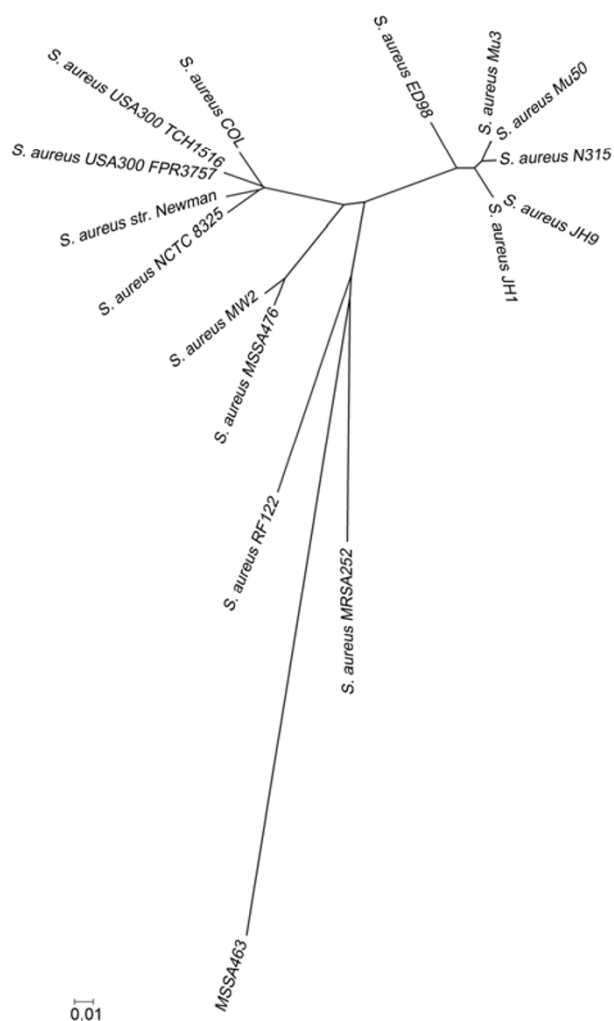 S. aureus ED98
S. aureus Mu3
S. aureus Mu50
S. aureus N315
S. aureus JH9
S. aureus JH1
S. aureus COL
S. aureus USA300 TCH1516
S. aureus USA300 FPR3757
S. aureus str. Newman
S. aureus NCTC 8325
S. aureus MW2
S. aureus MSSA476
S. aureus RF122
S. aureus MRSA252
MSSA463
0.01